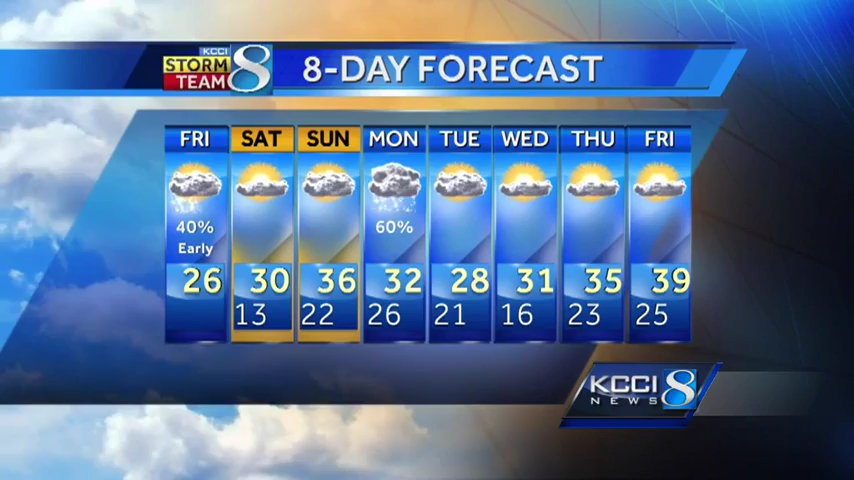 KCCI
STORM
TEAM 8
8-DAY FORECAST
FRI SAT SUN MON TUE WED THU FRI
40% 60%
Early
26 30 36 32 28 31 35 39
13 22 26 21 16 23 25
KCCI 8
NEWS